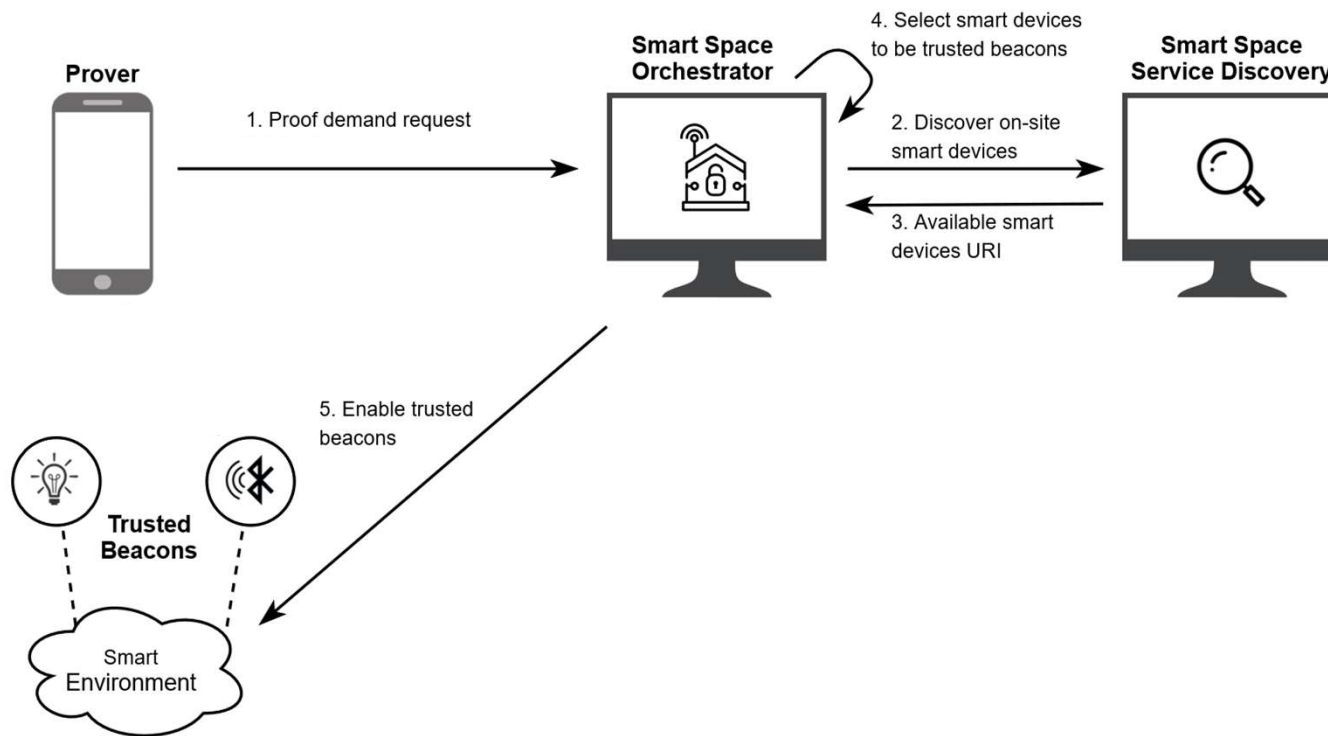 Prover
1. Proof demand request
Smart Space
Orchestrator
4. Select smart devices
to be trusted beacons
Smart Space
Service Discovery
2. Discover on-site
smart devices
3. Available smart
devices URI
5. Enable trusted
beacons
Trusted
Beacons
Smart
Environment